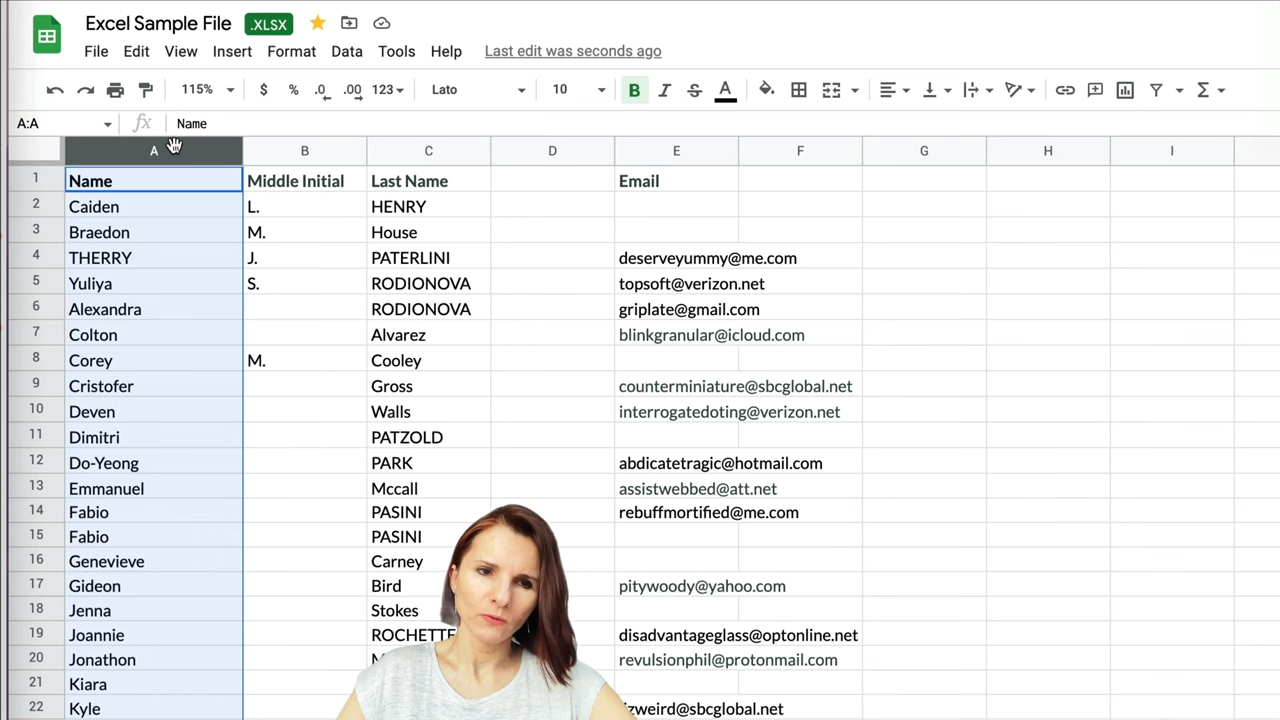 Excel Sample File .XLSX
File Edit View Insert Format Data Tools Help Last edit was seconds ago
115% $ % .0 .00 123 Lato 10 B I S A
A:A fx Name
A B C D E F G H I
1 Name Middle Initial Last Name Email
2 Caiden L. HENRY
3 Braedon M. House
4 THERRY J. PATERLINI deserveyummy@me.com
5 Yuliya S. RODIONOVA topsoft@verizon.net
6 Alexandra RODIONOVA griplate@gmail.com
7 Colton Alvarez blinkgranular@icloud.com
8 Corey M. Cooley
9 Cristofer Gross counterminiature@sbcglobal.net
10 Deven Walls interrogatedoting@verizon.net
11 Dimitri PATZOLD
12 Do-Yeong PARK abdicatetragic@hotmail.com
13 Emmanuel Mccall assistwebbed@att.net
14 Fabio PASINI rebuffmortified@me.com
15 Fabio PASINI
16 Genevieve Carney
17 Gideon Bird pitywoody@yahoo.com
18 Jenna Stokes
19 Joannie ROCHETTE disadvantageglass@optonline.net
20 Jonathon revulsionphil@protonmail.com
21 Kiara
22 Kyle